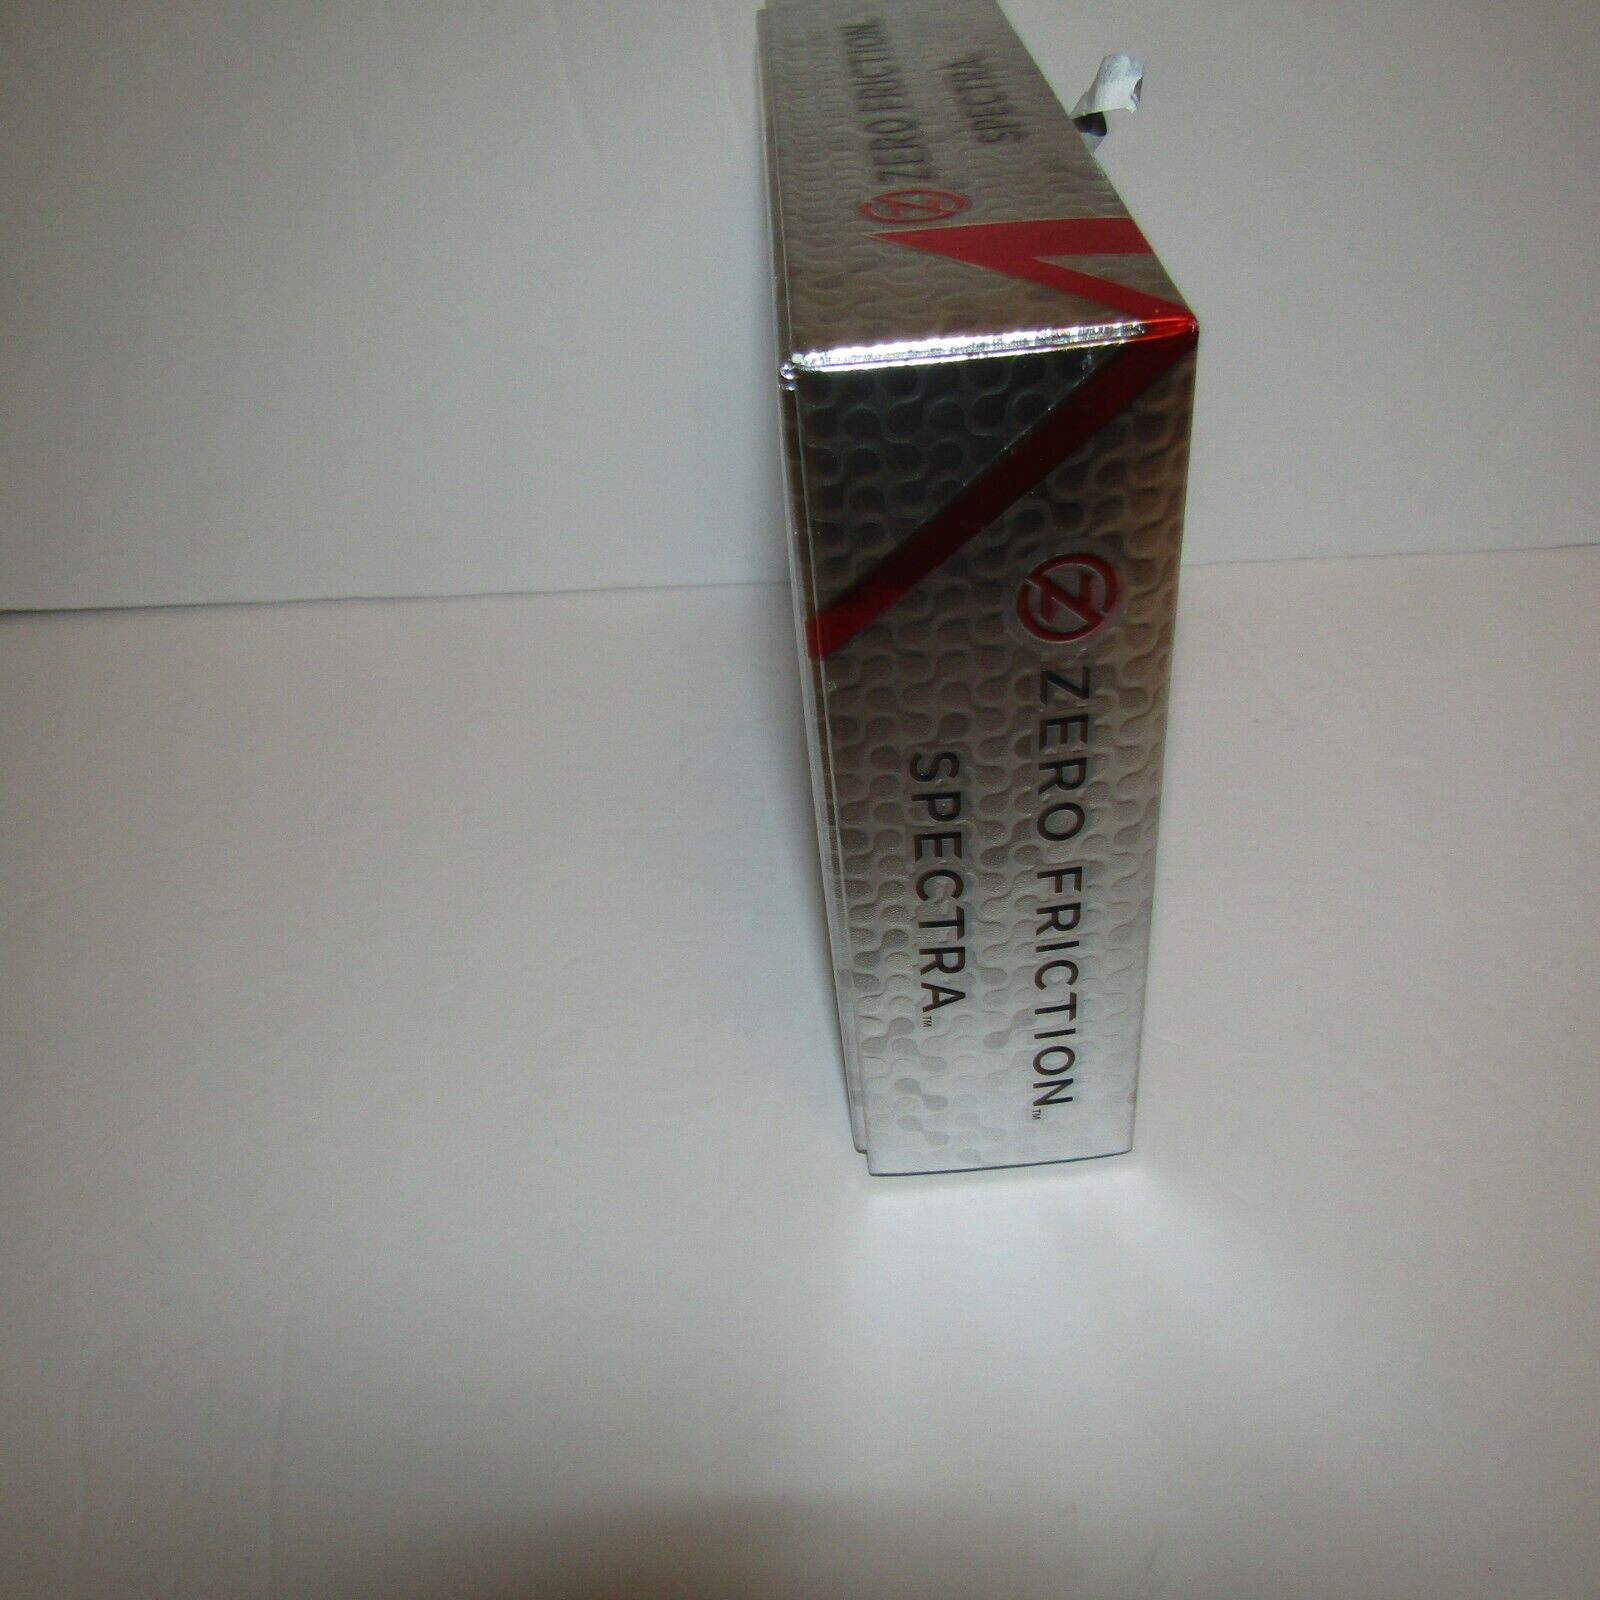 ZERO FRICTION
SPECTRA
Z
Z
ZERO FRICTION™
SPECTRA™